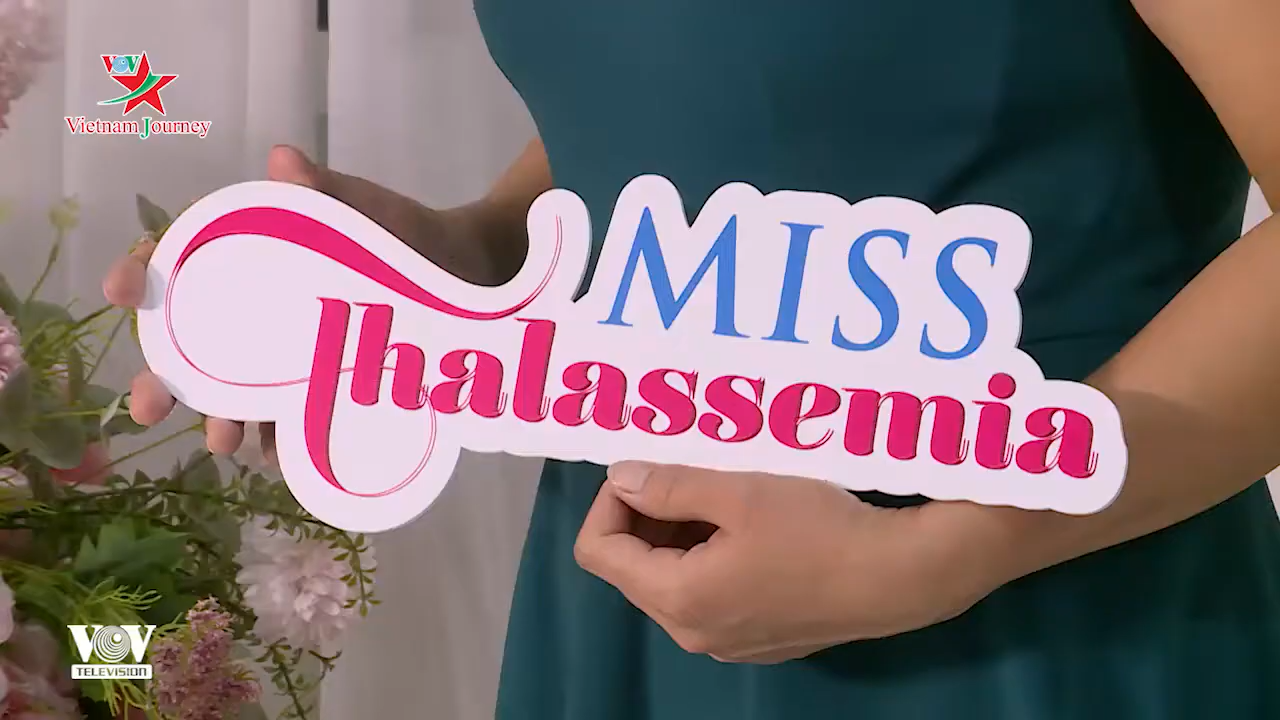 VOV
Vietnam Journey
MISS
Thalassemia
VOV
TELEVISION